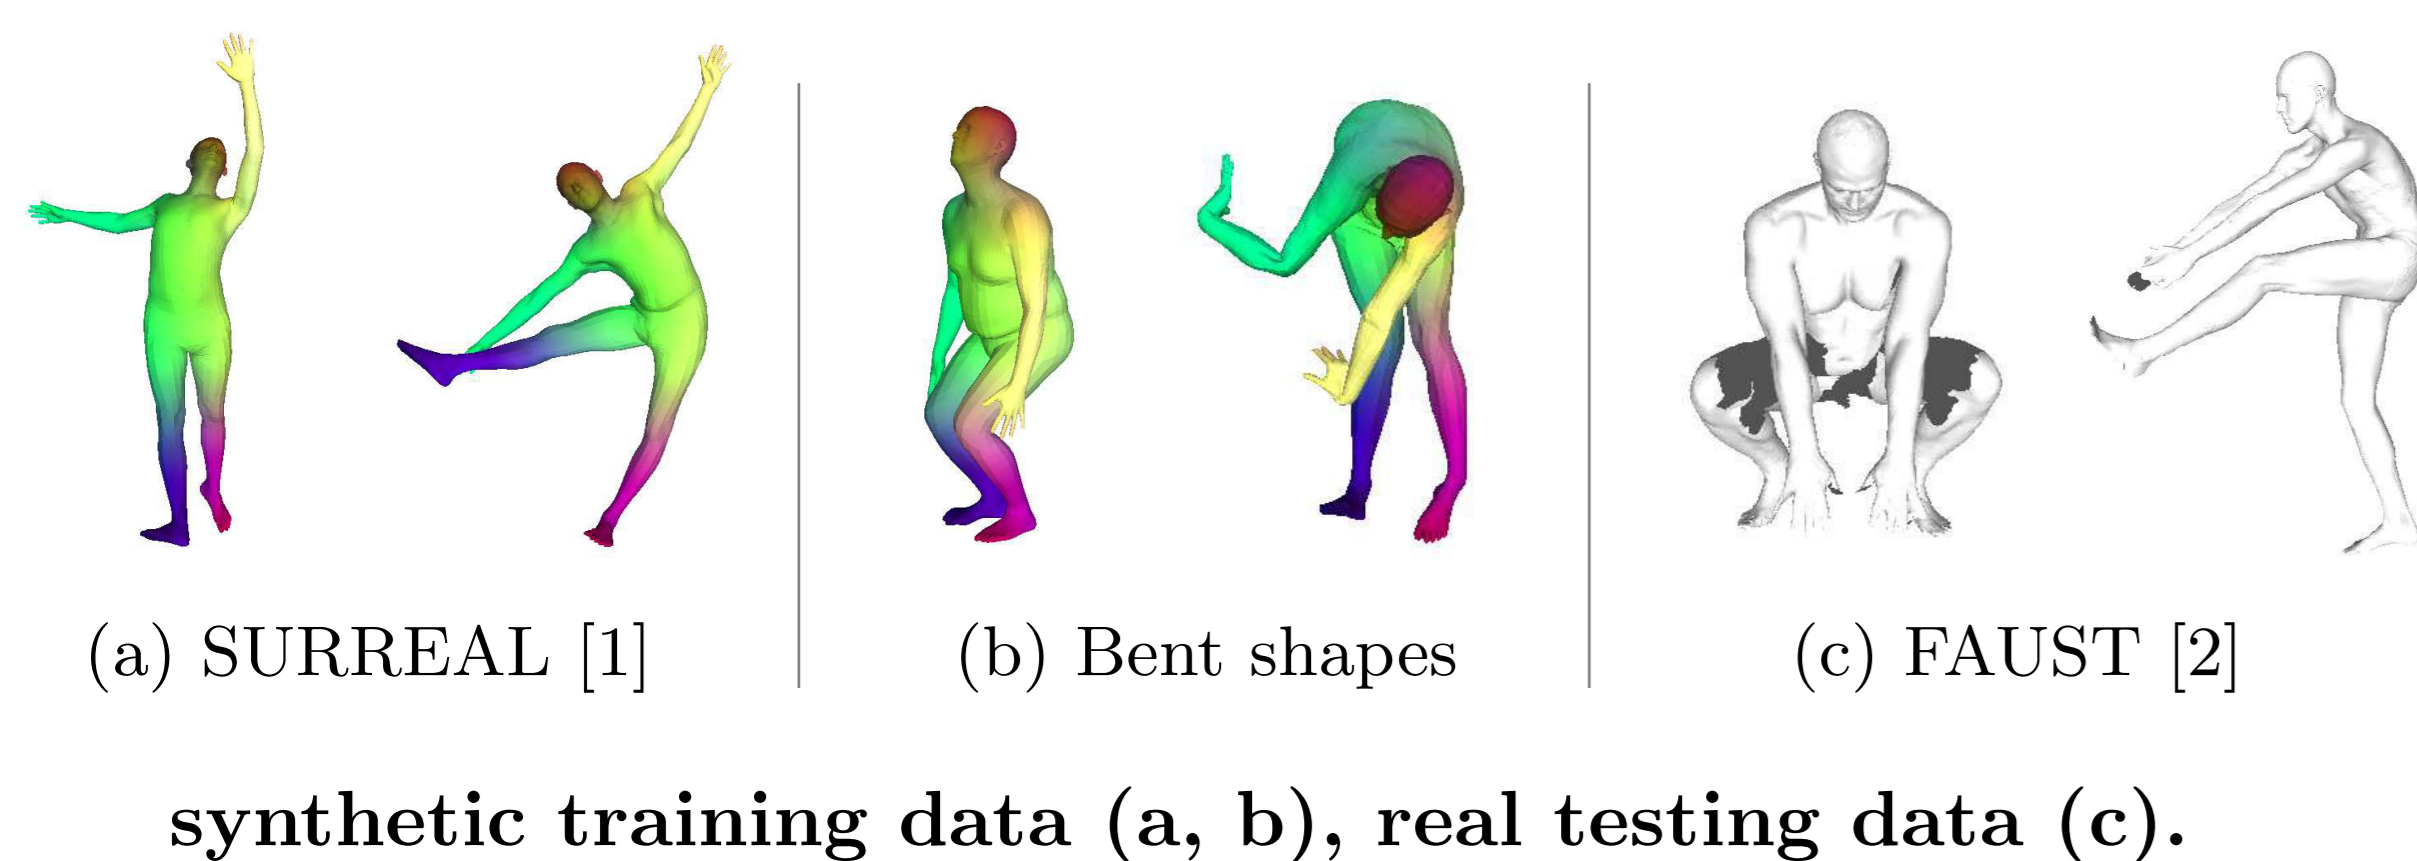 (a) SURREAL [1]
(b) Bent shapes
(c) FAUST [2]
synthetic training data (a, b), real testing data (c).